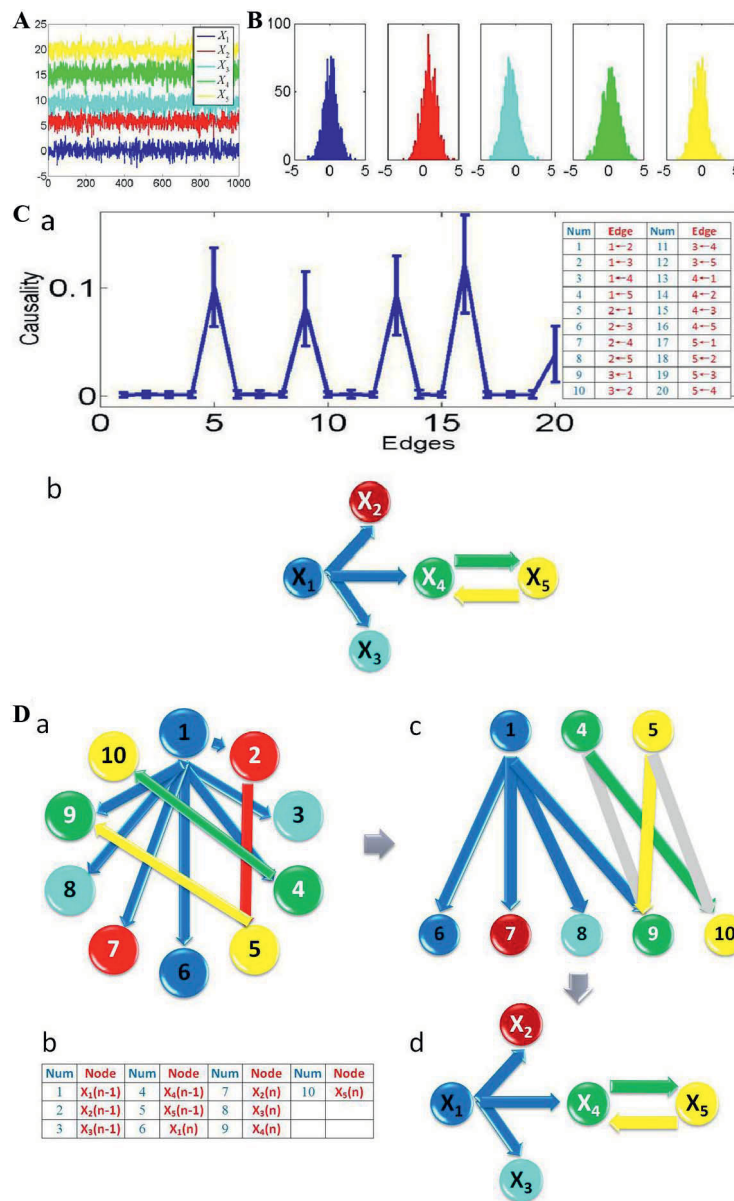 A
25
20
15
10
5
0
-5
0 200 400 600 800 1000
X1
X2
X3
X4
X5
B
100
50
0
-5 0 5
-5 0 5
-5 0 5
-5 0 5
-5 0 5
C a
Causality
0.1
0
0 5 10 15 20
Edges
Num Edge Num Edge
1 1←2 11 3←4
2 1←3 12 3←5
3 1←4 13 4←1
4 1←5 14 4←2
5 2←1 15 4←3
6 2←3 16 4←5
7 2←4 17 5←1
8 2←5 18 5←2
9 3←1 19 5←3
10 3←2 20 5←4
b
X2
X1 X4 X5
X3
D a
1
10 2
9 3
8 4
7 5
6
c
1 4 5
6 7 8 9 10
b
Num Node Num Node Num Node Num Node
1 X1(n-1) 4 X4(n-1) 7 X2(n) 10 X5(n)
2 X2(n-1) 5 X5(n-1) 8 X3(n)
3 X3(n-1) 6 X1(n) 9 X4(n)
d
X2
X1 X4 X5
X3